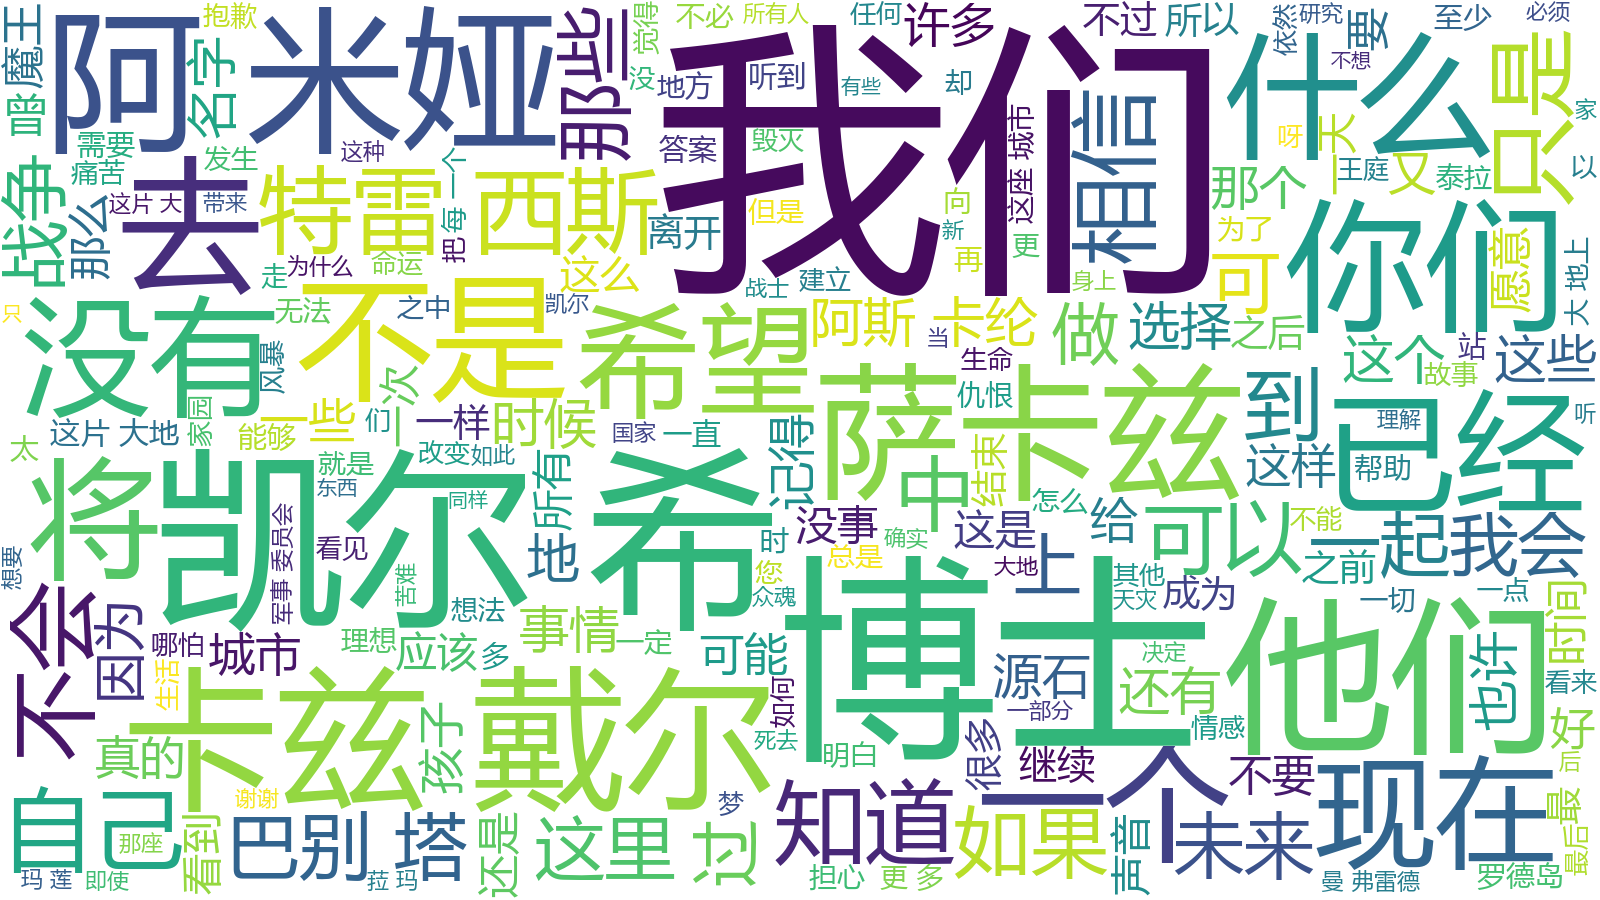 魔王
阿米娅
抱歉
那些
觉得
不必
所有人
任何
许多
不过
所以
依然
研究
要
至少
必须
名字
没
地方
听到
有些
却
我们
什么
不想
只是
家
需要
痛苦
发生
这种
一个
答案
毁灭
城市
这座
相信
呀
天
王庭
又
泰拉
以
战争
那么
这片 大
带来
去
特雷西斯
每
把
离开
但是
向
新
再
更
那个
为了
可
你们
愿意
地上
大
走
为什么
命运
这么
战士
建立
身上
只
没有
无法
不是
之中
凯尔
希望
阿斯卡纶
当
生命
做
选择
之后
这个
故事
站
这些
风暴
次
仇恨
萨卡兹
到
已经
理解
听
太
这片 大地
家园
能够
一些
们
一样
时候
国家
一直
改变
如此
就是
东西
同样
所有
记得
中
结束
怎么
给
这样
帮助
将
凯尔希
没事
时
确实
总是
这是
可以
不能
一起
我会
之前
想要
军事 委员会
看见
苦难
地
您
众魂
大地
上
其他
天灾
成为
一切
一点
时间
不会
因为
哪怕
城市
想法
理想
应该
多
事情
一定
可能
博士
源石
一部分
决定
还有
他们
也许
看来
生活
卡兹戴尔
孩子
如何
死去
明白
很多
情感
好
真的
继续
一个
不要
现在
后
自己
谢谢
那座
看到
巴别 塔
还是
这里
过
梦
知道
如果
声音
未来
最
最后
玛 莲
即使
菈 玛
担心
更 多
曼 弗雷德
罗德岛